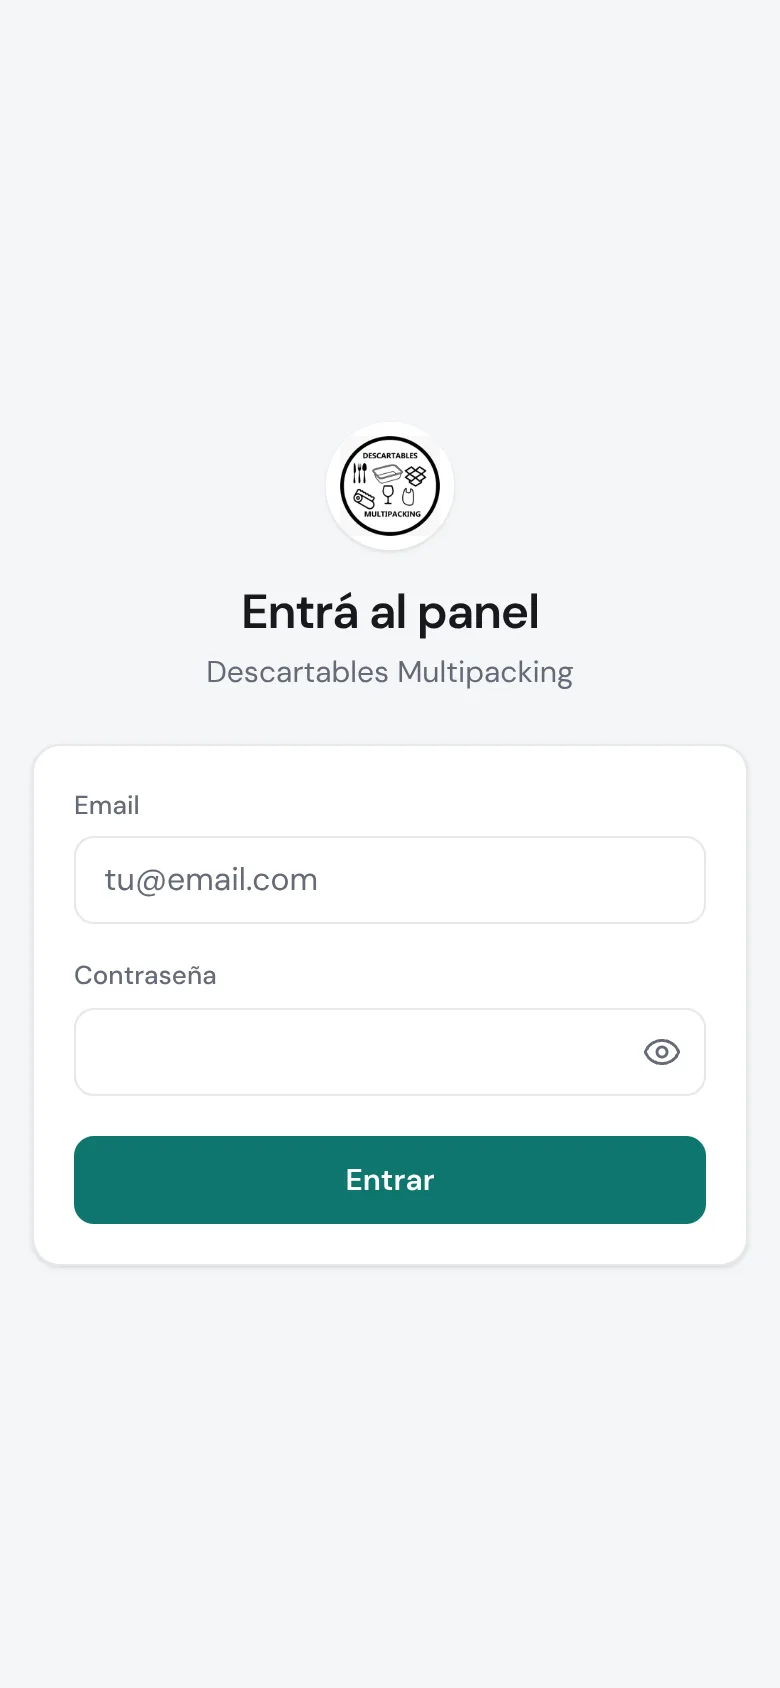 DESCARTABLES
MULTIPACKING
Entrá al panel
Descartables Multipacking
Email
tu@email.com
Contraseña
Entrar